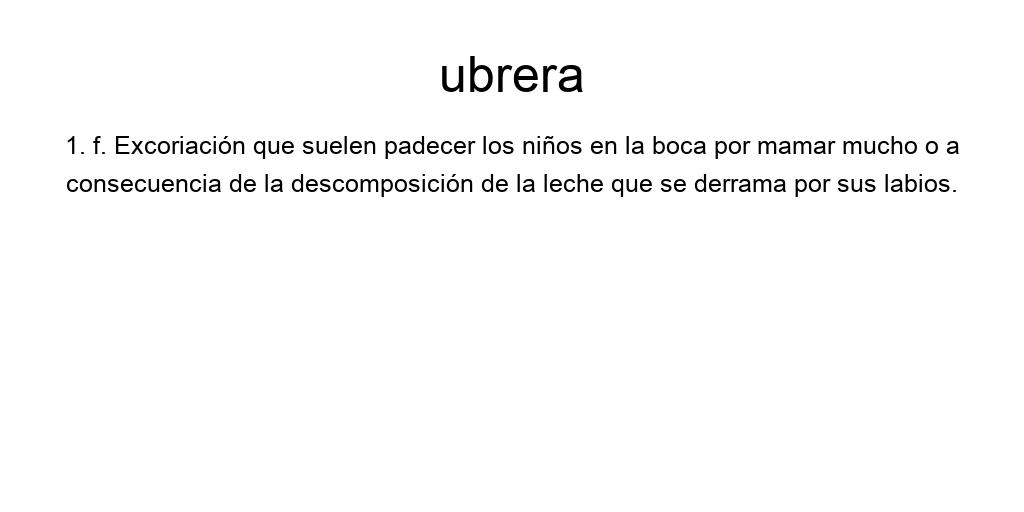 ubrera
1. f. Excoriación que suelen padecer los niños en la boca por mamar mucho o a
consecuencia de la descomposición de la leche que se derrama por sus labios.